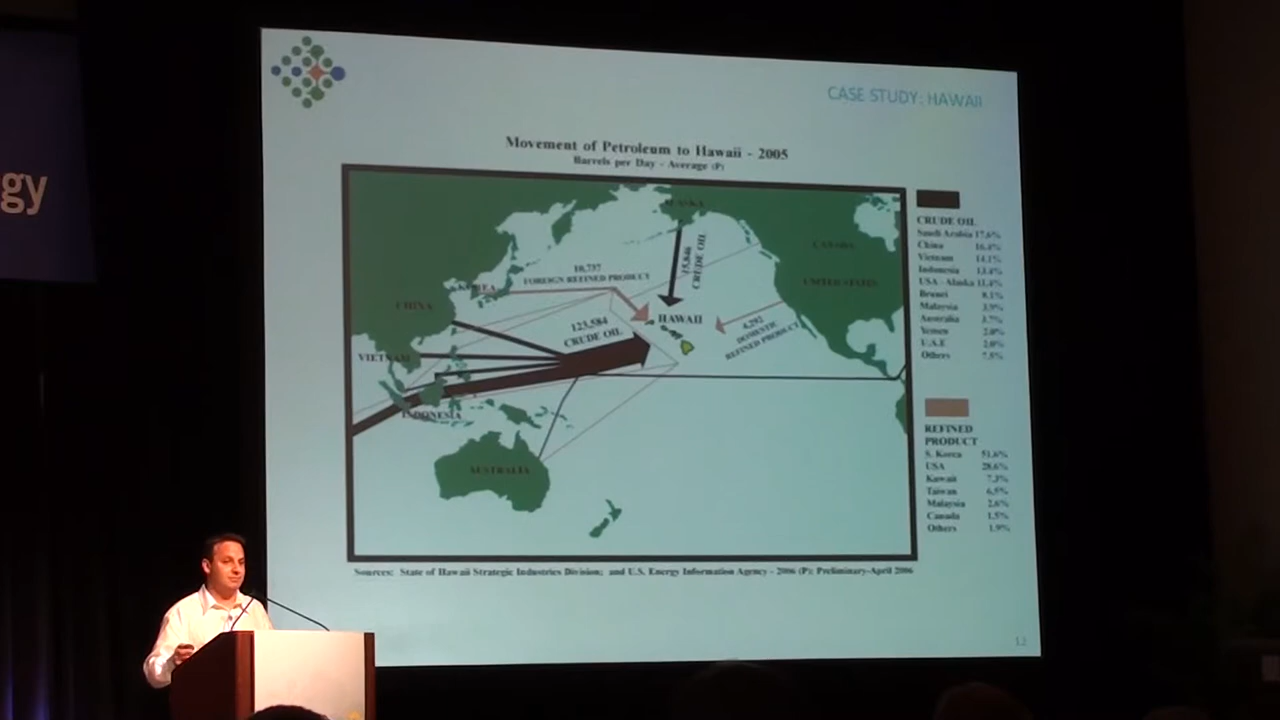 gy
CASE STUDY: HAWAII
Movement of Petroleum to Hawaii - 2005
Barrels per Day - Average (P)
ALASKA
CANADA
UNITED STATES
KOREA
CHINA
VIETNAM
INDONESIA
AUSTRALIA
HAWAII
10,737
FOREIGN REFINED PRODUCT
15,846
CRUDE OIL
123,584
CRUDE OIL
4,292
DOMESTIC
REFINED PRODUCT
CRUDE OIL
Saudi Arabia 17.6%
China 16.4%
Vietnam 14.1%
Indonesia 13.4%
USA - Alaska 11.4%
Brunei 8.1%
Malaysia 3.9%
Australia 3.7%
Yemen 2.0%
Others 7.5%
REFINED
PRODUCT
S. Korea 51.6%
USA 28.6%
Kuwait 7.3%
Taiwan 6.5%
Malaysia 2.6%
Canada 1.5%
Others 1.9%
Sources: State of Hawaii Strategic Industries Division; and U.S. Energy Information Agency - 2006 (P): Preliminary-April 2006
12